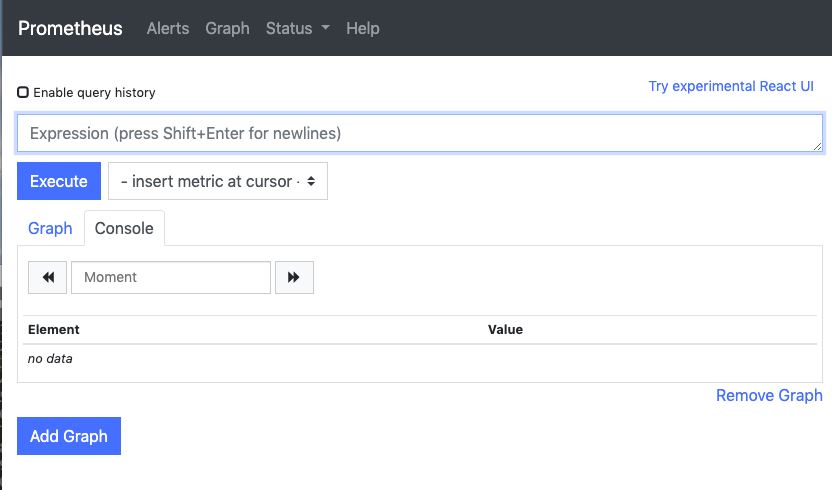 Prometheus Alerts Graph Status Help
Enable query history
Try experimental React UI
Expression (press Shift+Enter for newlines)
Execute - insert metric at cursor -
Graph Console
Moment
Element Value
no data
Remove Graph
Add Graph